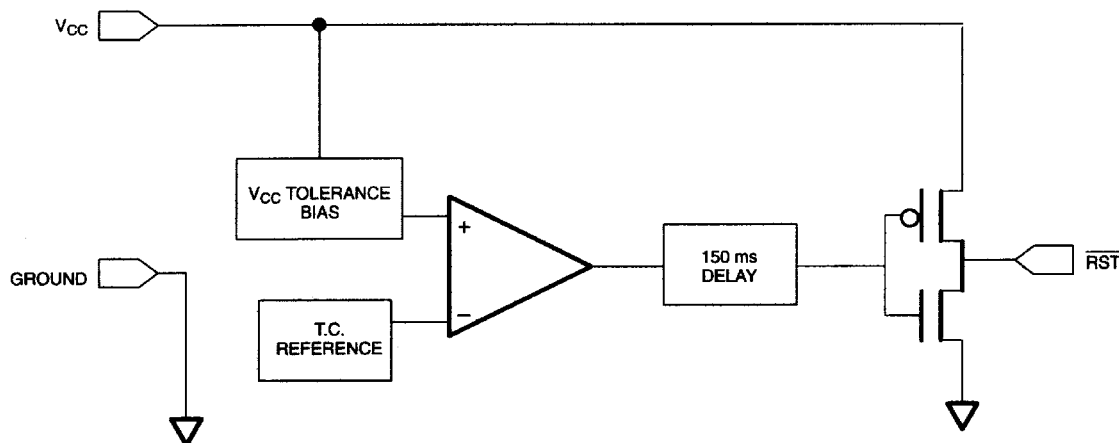 VCC
VCC TOLERANCE
BIAS
+
150 ms
DELAY
RST
GROUND
−
T.C.
REFERENCE